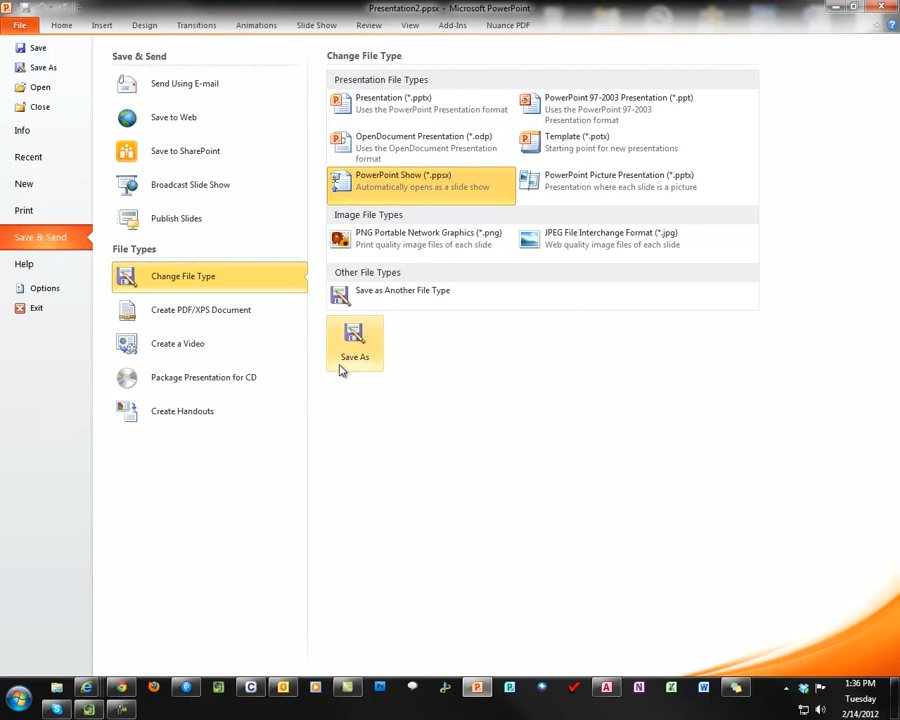 Presentation2.ppsx - Microsoft PowerPoint
File Home Insert Design Transitions Animations Slide Show Review View Add-Ins Nuance PDF
Save
Save As
Open
Close
Info
Recent
New
Print
Save & Send
Help
Options
Exit
Save & Send
Send Using E-mail
Save to Web
Save to SharePoint
Broadcast Slide Show
Publish Slides
File Types
Change File Type
Create PDF/XPS Document
Create a Video
Package Presentation for CD
Create Handouts
Change File Type
Presentation File Types
Presentation (*.pptx)
Uses the PowerPoint Presentation format
PowerPoint 97-2003 Presentation (*.ppt)
Uses the PowerPoint 97-2003
Presentation format
OpenDocument Presentation (*.odp)
Uses the OpenDocument Presentation
format
Template (*.potx)
Starting point for new presentations
PowerPoint Show (*.ppsx)
Automatically opens as a slide show
PowerPoint Picture Presentation (*.pptx)
Presentation where each slide is a picture
Image File Types
PNG Portable Network Graphics (*.png)
Print quality image files of each slide
JPEG File Interchange Format (*.jpg)
Web quality image files of each slide
Other File Types
Save as Another File Type
Save As
1:36 PM
Tuesday
2/14/2012